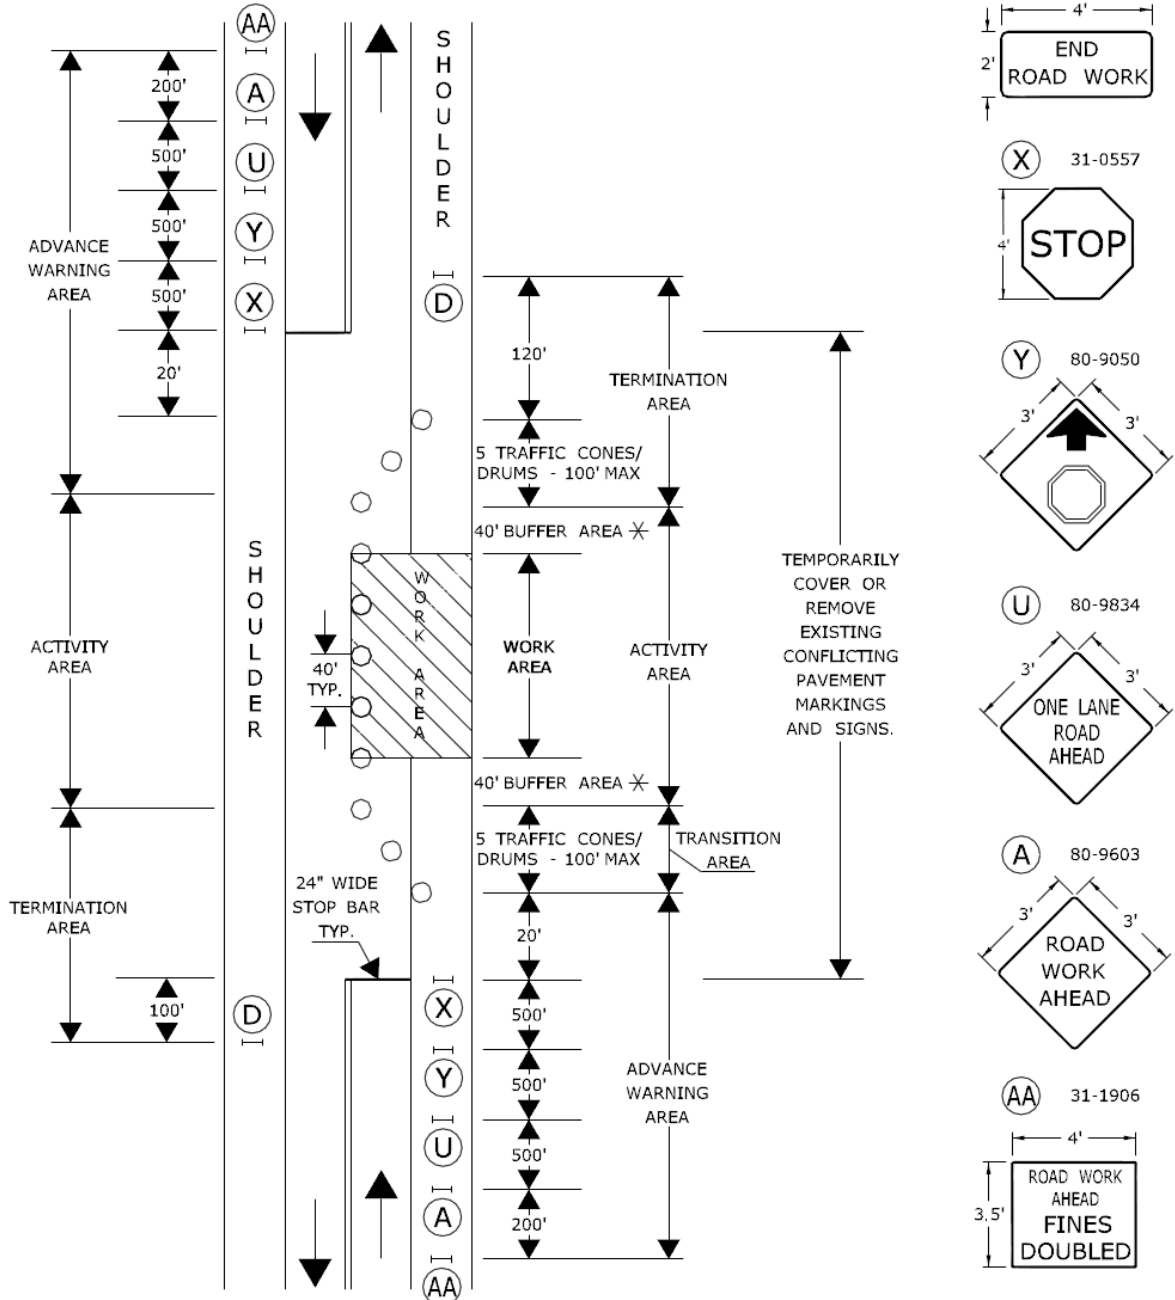 AA
A
U
Y
X
200'
500'
500'
500'
20'
ADVANCE
WARNING
AREA
SHOULDER
D
120'
TERMINATION
AREA
5 TRAFFIC CONES/
DRUMS - 100' MAX
40' BUFFER AREA
WORK
AREA
ACTIVITY
AREA
WORK AREA
40'
TYP.
SHOULDER
ACTIVITY
AREA
TEMPORARILY
COVER OR
REMOVE
EXISTING
CONFLICTING
PAVEMENT
MARKINGS
AND SIGNS.
40' BUFFER AREA
5 TRAFFIC CONES/
DRUMS - 100' MAX
TRANSITION
AREA
24" WIDE
STOP BAR
TYP.
TERMINATION
AREA
100'
D
20'
500'
500'
500'
200'
X
Y
U
A
AA
ADVANCE
WARNING
AREA
4'
2'
END
ROAD WORK
X 31-0557
4'
STOP
Y 80-9050
3' 3'
U 80-9834
3' 3'
ONE LANE
ROAD
AHEAD
A 80-9603
3' 3'
ROAD
WORK
AHEAD
AA 31-1906
4'
3.5'
ROAD WORK
AHEAD
FINES
DOUBLED